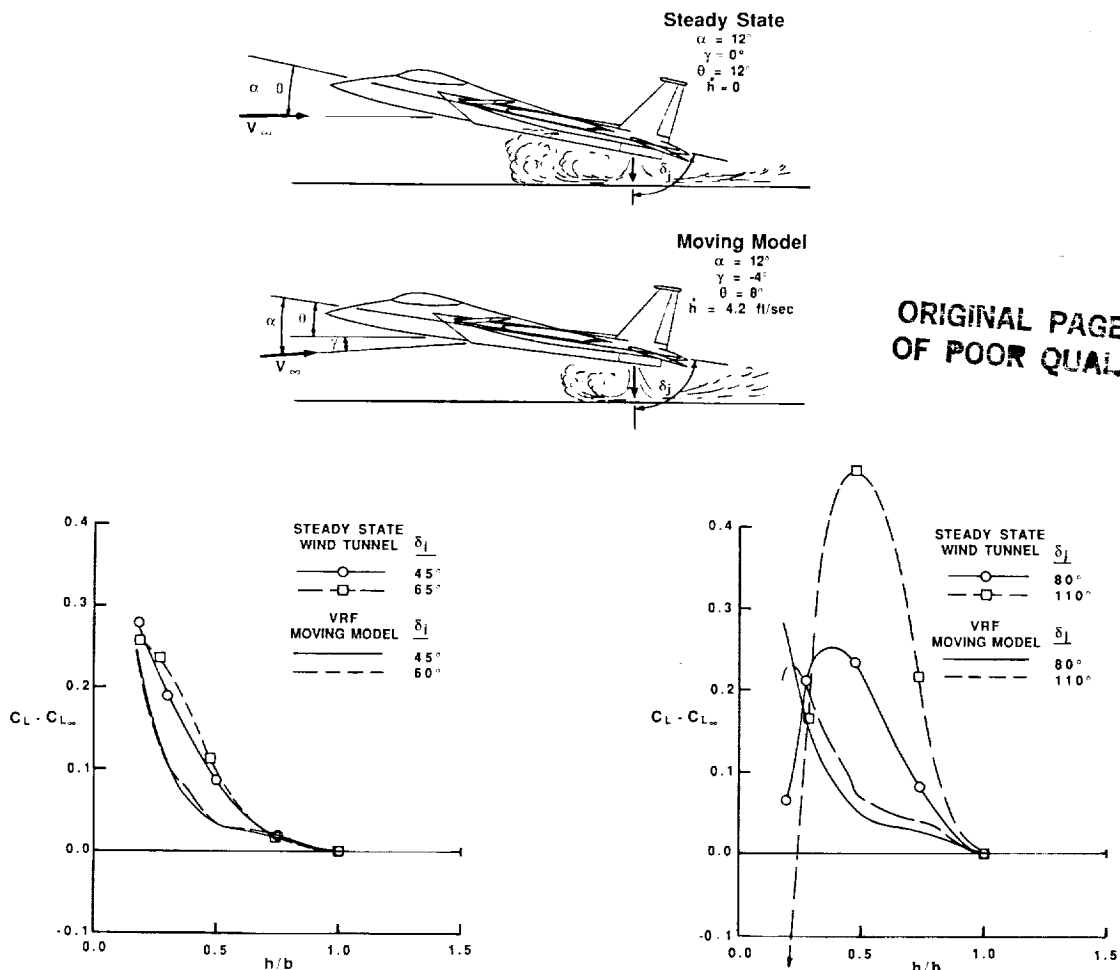 Steady State
α = 12°
γ = 0°
θ = 12°
ḣ = 0
α θ
V∞
δj
Moving Model
α = 12°
γ = -4°
θ = 8°
ḣ = 4.2 ft/sec
α θ
γ
V∞
δj
ORIGINAL PAGE
OF POOR QUAL
0.4
0.3
0.2
0.1
0.0
-0.1
CL - CL∞
STEADY STATE
WIND TUNNEL δj
45°
65°
VRF
MOVING MODEL δj
45°
60°
0.0 0.5 1.0 1.5
h/b
0.4
0.3
0.2
0.1
0.0
-0.1
CL - CL∞
STEADY STATE
WIND TUNNEL δj
80°
110°
VRF
MOVING MODEL δj
80°
110°
0.0 0.5 1.0 1.5
h/b